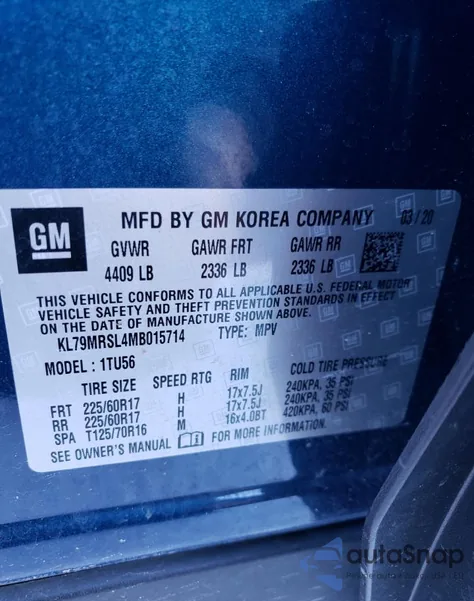 GM
MFD BY GM KOREA COMPANY 03/20
GVWR GAWR FRT GAWR RR
4409 LB 2336 LB 2336 LB
THIS VEHICLE CONFORMS TO ALL APPLICABLE U.S. FEDERAL MOTOR
VEHICLE SAFETY AND THEFT PREVENTION STANDARDS IN EFFECT
ON THE DATE OF MANUFACTURE SHOWN ABOVE.
KL79MRSL4MB015714 TYPE: MPV
MODEL : 1TU56
TIRE SIZE SPEED RTG RIM COLD TIRE PRESSURE
FRT 225/60R17 H 17x7.5J 240KPA, 35 PSI
RR 225/60R17 H 17x7.5J 240KPA, 35 PSI
SPA T125/70R16 M 16x4.0BT 420KPA, 60 PSI
SEE OWNER'S MANUAL FOR MORE INFORMATION
autoSnap